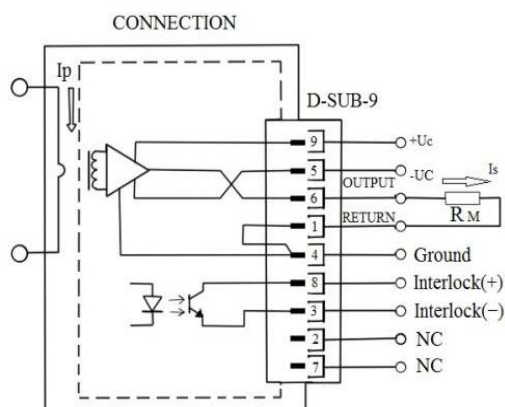 CONNECTION
Ip
D-SUB-9
9 +Uc
5 -UC
Is
6 OUTPUT
RM
1 RETURN
4 Ground
8 Interlock(+)
3 Interlock(−)
2 NC
7 NC